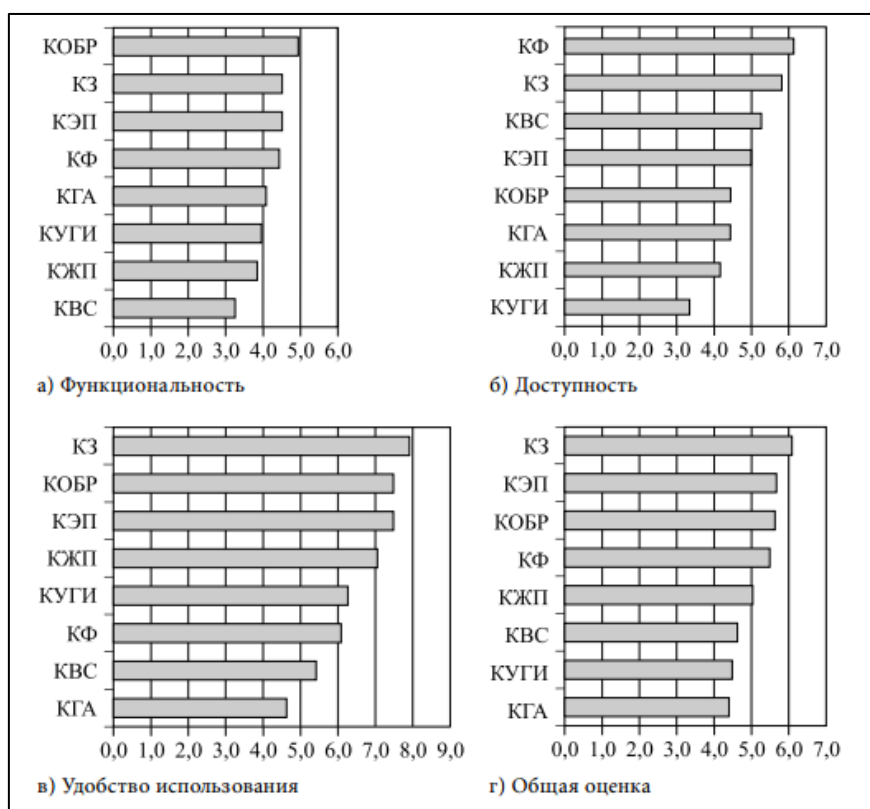 КОБР
КЗ
КЭП
КФ
КГА
КУГИ
КЖП
КВС
0,0 1,0 2,0 3,0 4,0 5,0 6,0
а) Функциональность
КФ
КЗ
КВС
КЭП
КОБР
КГА
КЖП
КУГИ
0,0 1,0 2,0 3,0 4,0 5,0 6,0 7,0
б) Доступность
КЗ
КОБР
КЭП
КЖП
КУГИ
КФ
КВС
КГА
0,0 1,0 2,0 3,0 4,0 5,0 6,0 7,0 8,0 9,0
в) Удобство использования
КЗ
КЭП
КОБР
КФ
КЖП
КВС
КУГИ
КГА
0,0 1,0 2,0 3,0 4,0 5,0 6,0 7,0
г) Общая оценка